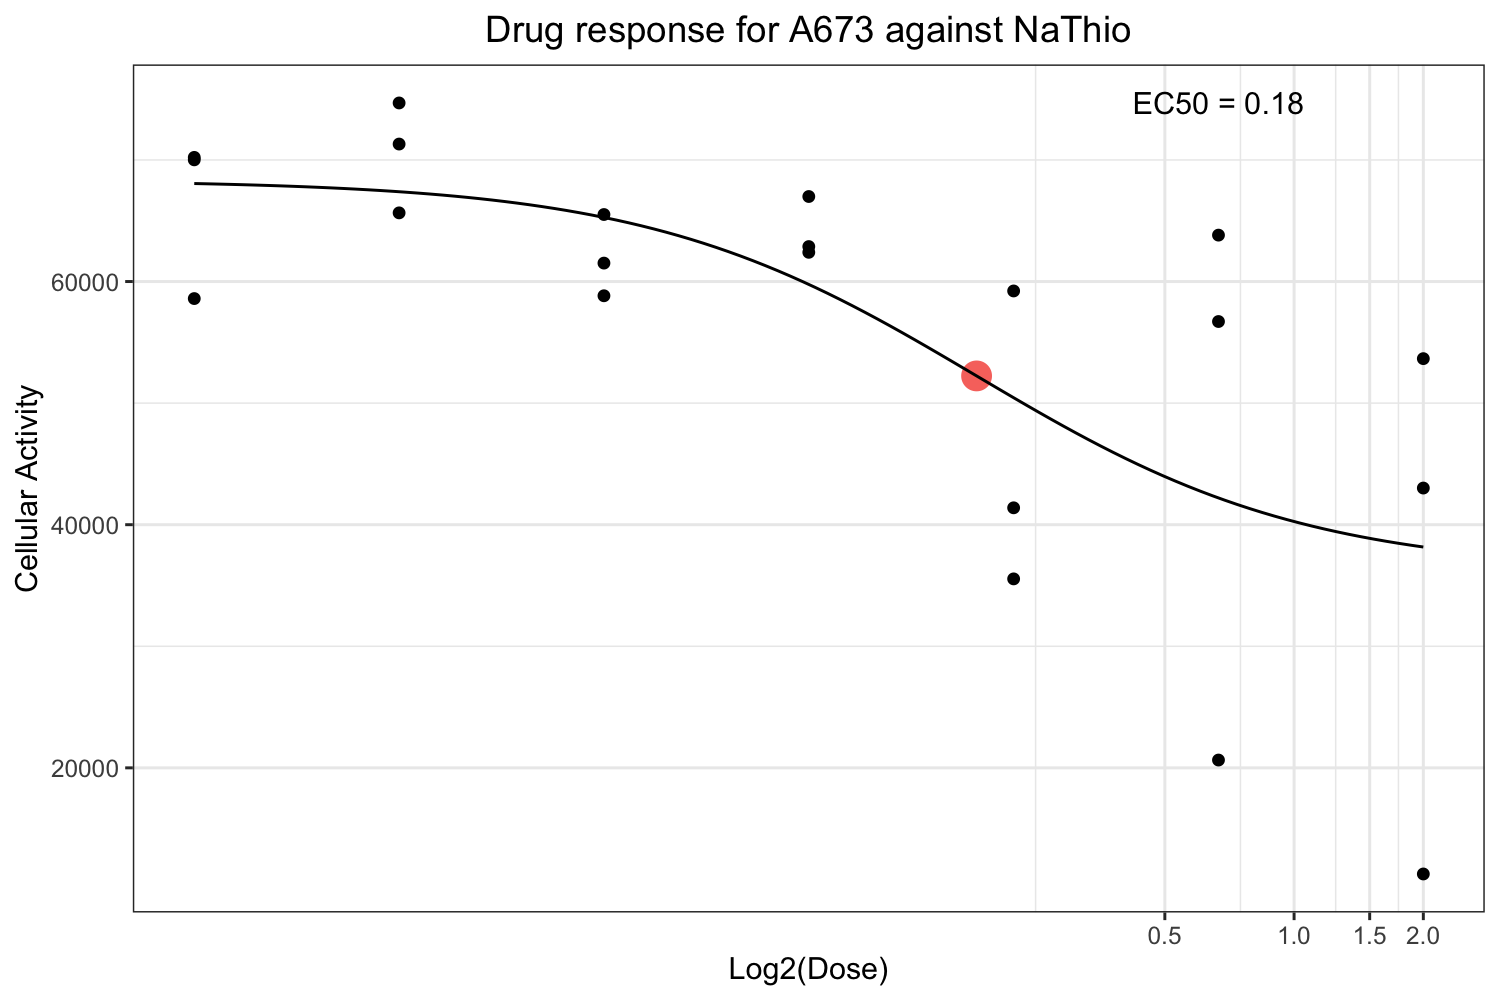 Drug response for A673 against NaThio
EC50 = 0.18
Cellular Activity
60000
40000
20000
0.5 1.0 1.5 2.0
Log2(Dose)